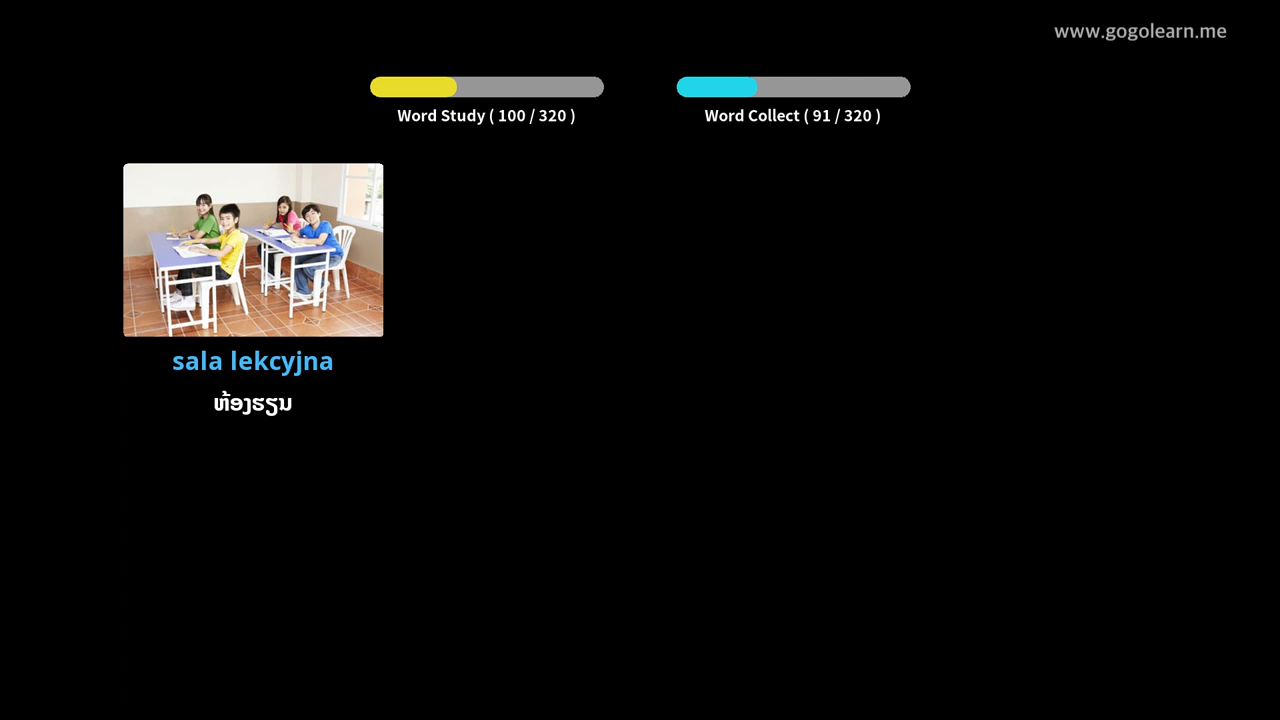 www.gogolearn.me
Word Study ( 100 / 320 )
Word Collect ( 91 / 320 )
sala lekcyjna
ຫ້ອງຮຽນ